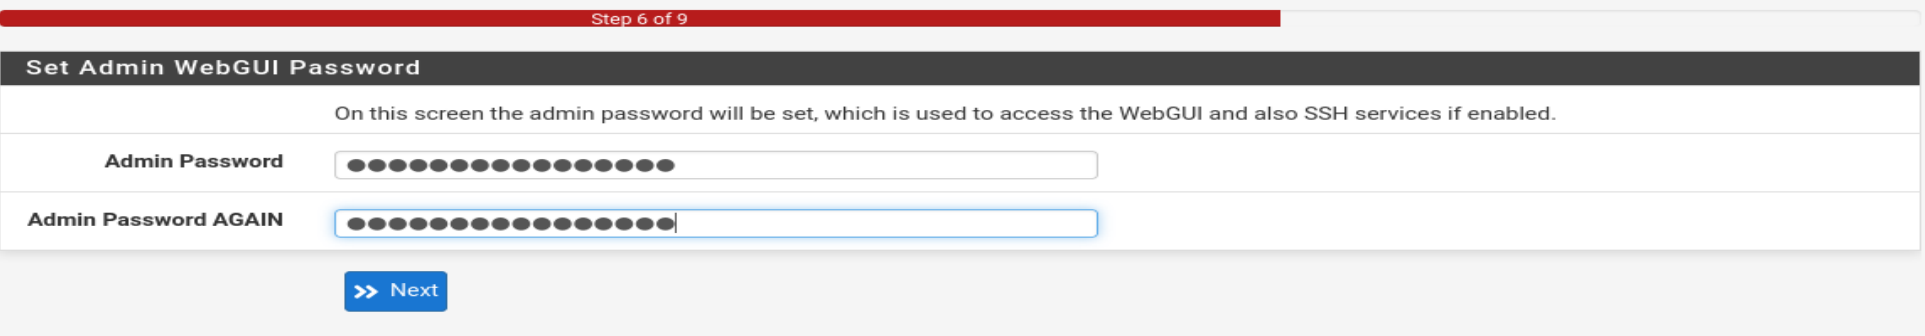 Step 6 of 9
Set Admin WebGUI Password
On this screen the admin password will be set, which is used to access the WebGUI and also SSH services if enabled.
Admin Password ●●●●●●●●●●●●●●●●
Admin Password AGAIN ●●●●●●●●●●●●●●●●
Next